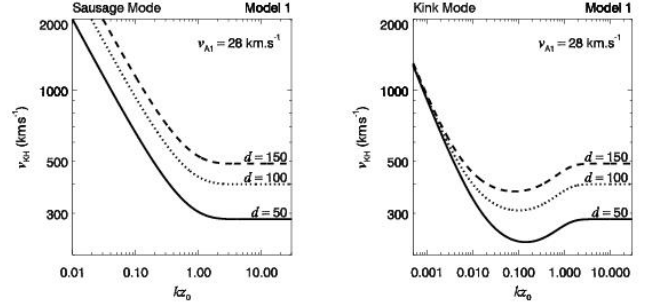 Sausage Mode Model 1
v_A1 = 28 km.s^-1
2000
1000
500
300
v_KH (km s^-1)
d = 150
d = 100
d = 50
0.01 0.10 1.00 10.00
kz_0
Kink Mode Model 1
v_A1 = 28 km.s^-1
2000
1000
500
300
v_KH (km s^-1)
d = 150
d = 100
d = 50
0.001 0.010 0.100 1.000 10.000
kz_0